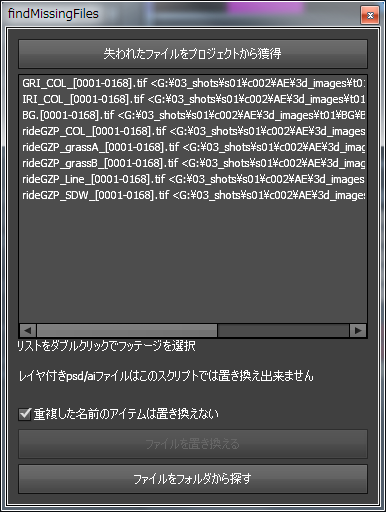 findMissingFiles
失われたファイルをプロジェクトから獲得
GRI_COL_[0001-0168].tif <G:¥03_shots¥s01¥c002¥AE¥3d_images¥t01
IRI_COL_[0001-0168].tif <G:¥03_shots¥s01¥c002¥AE¥3d_images¥t01
BG.[0001-0168].tif <G:¥03_shots¥s01¥c002¥AE¥3d_images¥t01¥BG¥B
rideGZP_COL_[0001-0168].tif <G:¥03_shots¥s01¥c002¥AE¥3d_imag
rideGZP_grassA_[0001-0168].tif <G:¥03_shots¥s01¥c002¥AE¥3d_im
rideGZP_grassB_[0001-0168].tif <G:¥03_shots¥s01¥c002¥AE¥3d_im
rideGZP_Line_[0001-0168].tif <G:¥03_shots¥s01¥c002¥AE¥3d_imag
rideGZP_SDW_[0001-0168].tif <G:¥03_shots¥s01¥c002¥AE¥3d_ima
リストをダブルクリックでフッテージを選択
レイヤ付きpsd/aiファイルはこのスクリプトでは置き換え出来ません
重複した名前のアイテムは置き換えない
ファイルを置き換える
ファイルをフォルダから探す